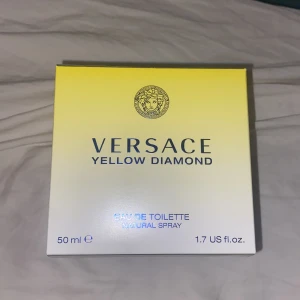 VERSACE
YELLOW DIAMOND
EAU DE TOILETTE
NATURAL SPRAY
50 ml ℮ 1.7 US fl.oz.